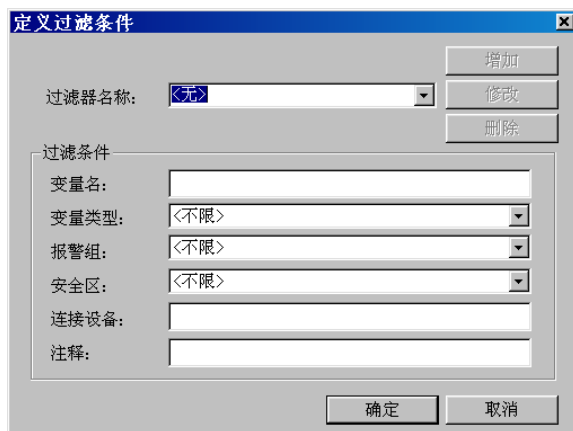 定义过滤条件
增加
过滤器名称: <无> 修改
删除
过滤条件
变量名:
变量类型: <不限>
报警组: <不限>
安全区: <不限>
连接设备:
注释:
确定 取消